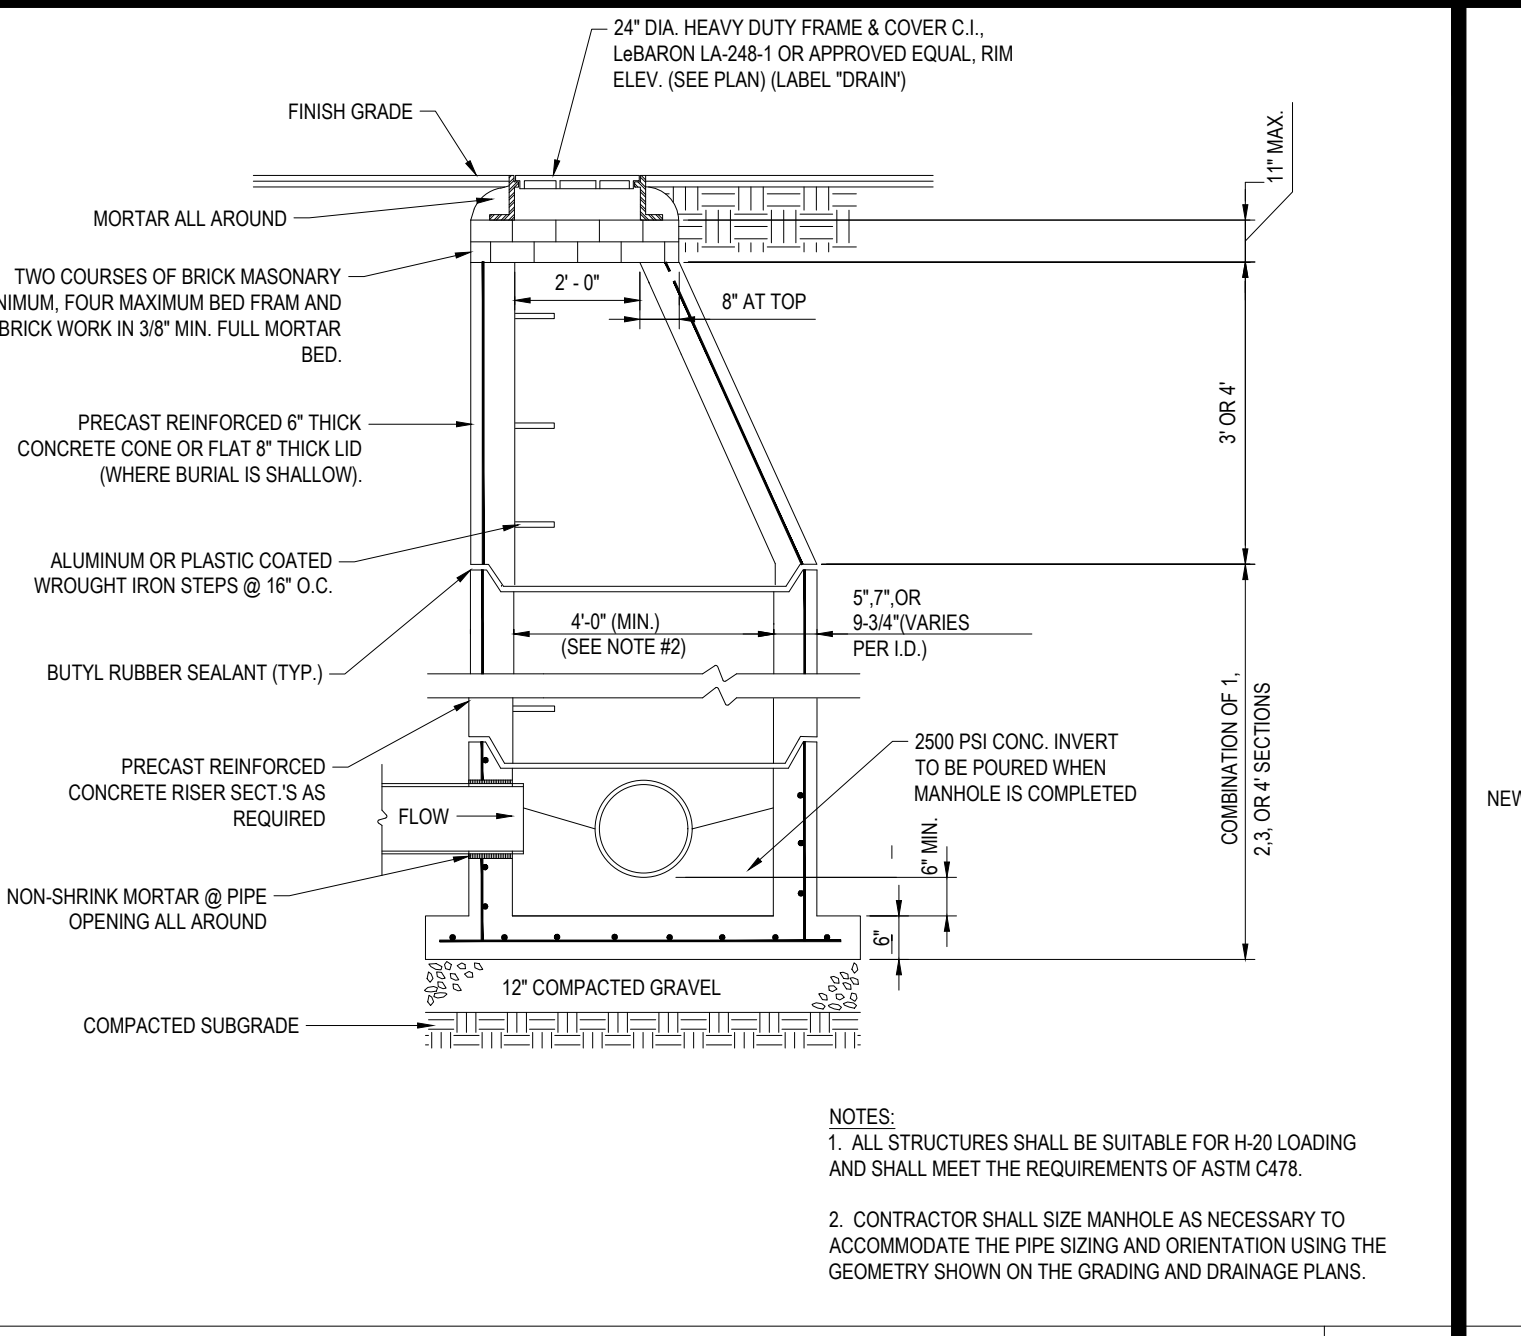 24" DIA. HEAVY DUTY FRAME & COVER C.I.,
LeBARON LA-248-1 OR APPROVED EQUAL, RIM
ELEV. (SEE PLAN) (LABEL "DRAIN')
FINISH GRADE
11" MAX.
MORTAR ALL AROUND
TWO COURSES OF BRICK MASONARY
NIMUM, FOUR MAXIMUM BED FRAM AND
BRICK WORK IN 3/8" MIN. FULL MORTAR
BED.
2' - 0"
8" AT TOP
3' OR 4'
PRECAST REINFORCED 6" THICK
CONCRETE CONE OR FLAT 8" THICK LID
(WHERE BURIAL IS SHALLOW).
ALUMINUM OR PLASTIC COATED
WROUGHT IRON STEPS @ 16" O.C.
4'-0" (MIN.)
(SEE NOTE #2)
5",7",OR
9-3/4"(VARIES
PER I.D.)
BUTYL RUBBER SEALANT (TYP.)
COMBINATION OF 1,
2,3, OR 4' SECTIONS
PRECAST REINFORCED
CONCRETE RISER SECT.'S AS
REQUIRED
2500 PSI CONC. INVERT
TO BE POURED WHEN
MANHOLE IS COMPLETED
FLOW
6" MIN.
NON-SHRINK MORTAR @ PIPE
OPENING ALL AROUND
6"
12" COMPACTED GRAVEL
COMPACTED SUBGRADE
NOTES:
1. ALL STRUCTURES SHALL BE SUITABLE FOR H-20 LOADING
AND SHALL MEET THE REQUIREMENTS OF ASTM C478.
2. CONTRACTOR SHALL SIZE MANHOLE AS NECESSARY TO
ACCOMMODATE THE PIPE SIZING AND ORIENTATION USING THE
GEOMETRY SHOWN ON THE GRADING AND DRAINAGE PLANS.